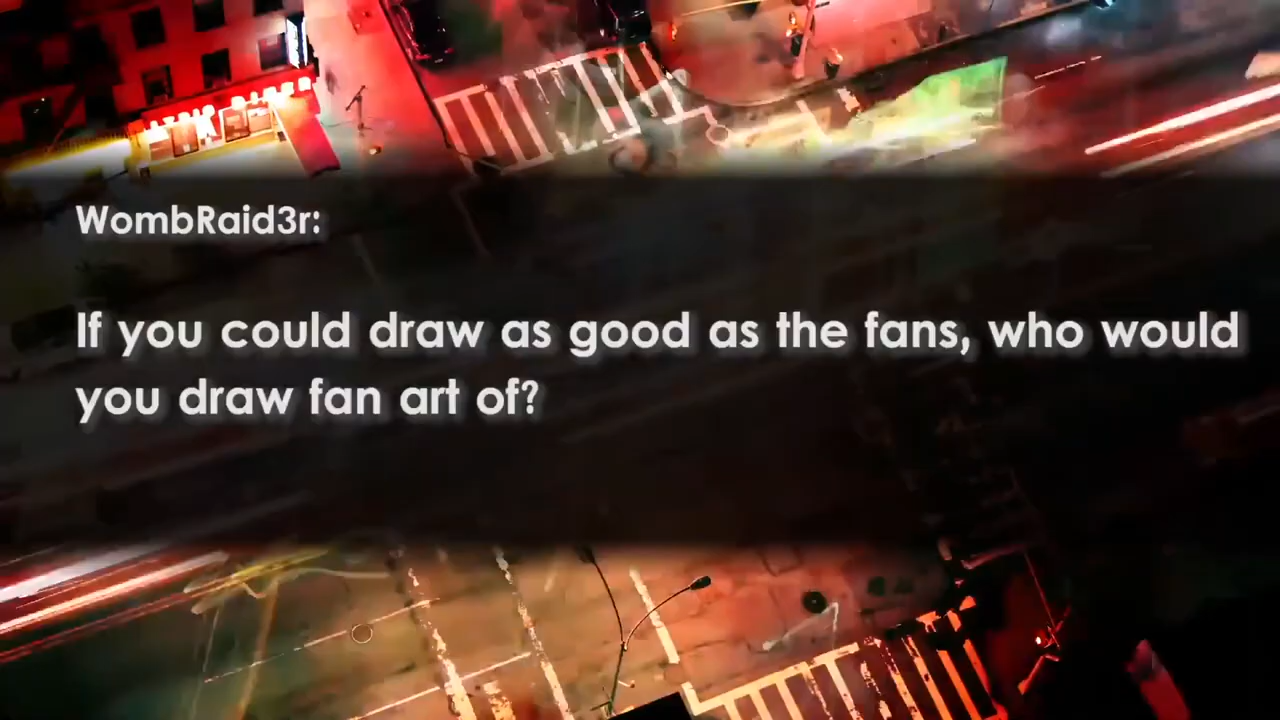 WombRaid3r:
If you could draw as good as the fans, who would
you draw fan art of?